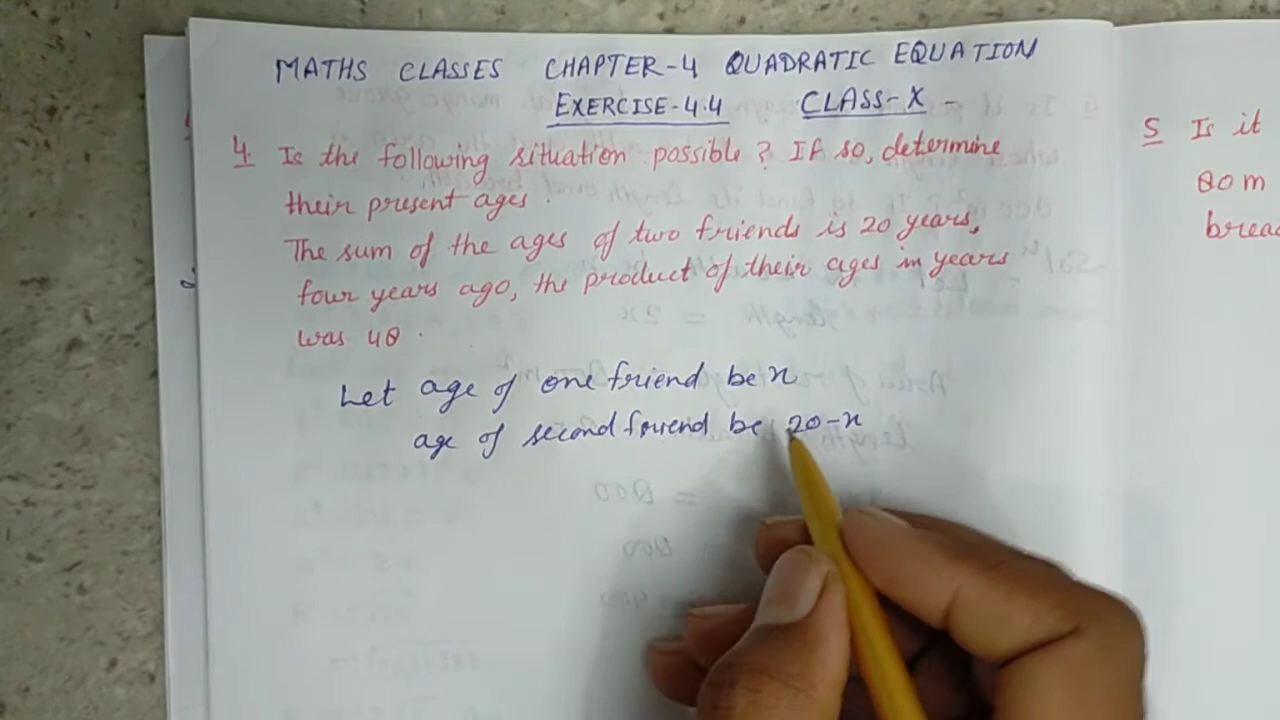 MATHS CLASSES CHAPTER-4 QUADRATIC EQUATION
EXERCISE-4.4 CLASS-X
4 Is the following situation possible? If so, determine
their present ages.
The sum of the ages of two friends is 20 years,
four years ago, the product of their ages in years
was 48.
Let age of one friend be x
age of second friend be 20-x
5 Is it
80m
brea